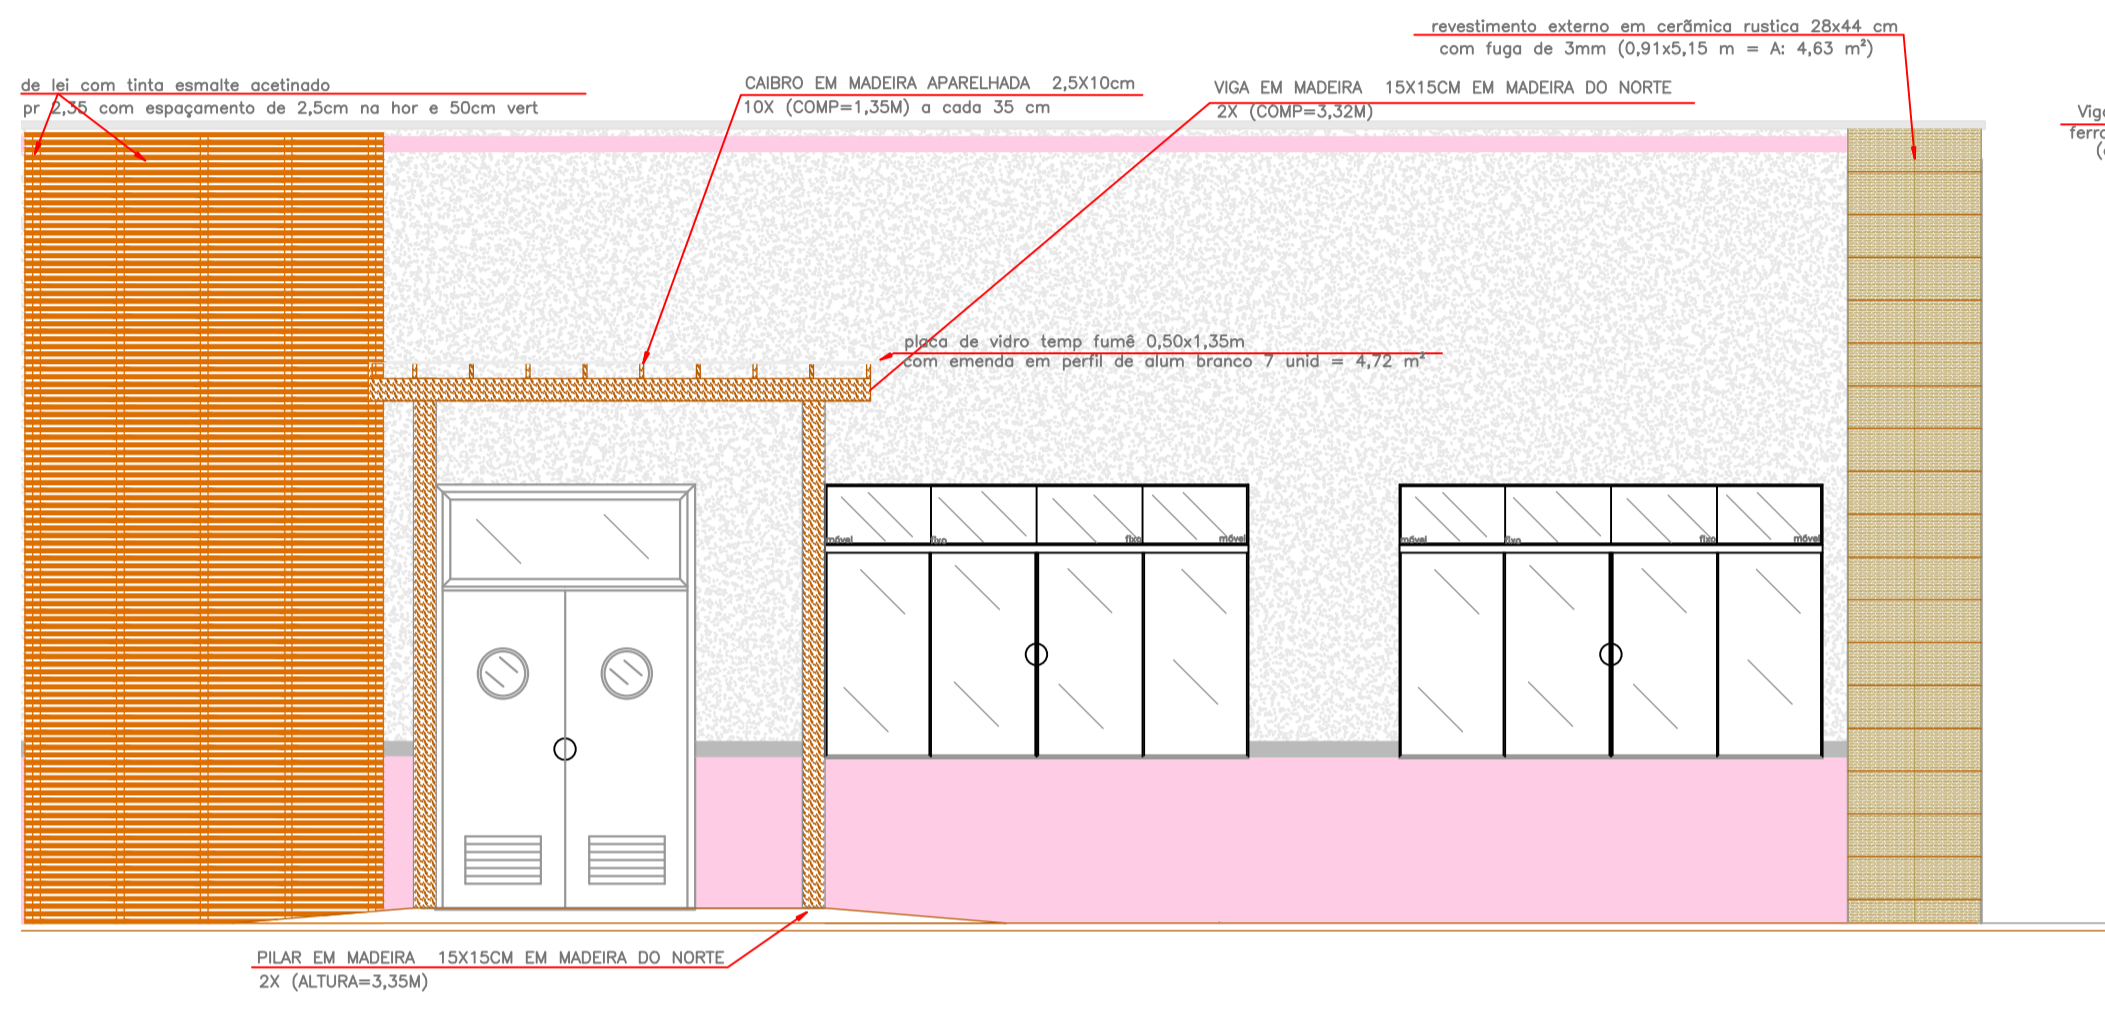 revestimento externo em cerãmica rustica 28x44 cm
com fuga de 3mm (0,91x5,15 m = A: 4,63 m²)
de lei com tinta esmalte acetinado
pr 2,35 com espaçamento de 2,5cm na hor e 50cm vert
CAIBRO EM MADEIRA APARELHADA 2,5X10cm
10X (COMP=1,35M) a cada 35 cm
VIGA EM MADEIRA 15X15CM EM MADEIRA DO NORTE
2X (COMP=3,32M)
Viga
ferro
placa de vidro temp fumê 0,50x1,35m
com emenda em perfil de alum branco 7 unid = 4,72 m²
móvel fixo fixo móvel
móvel fixo fixo móvel
PILAR EM MADEIRA 15X15CM EM MADEIRA DO NORTE
2X (ALTURA=3,35M)